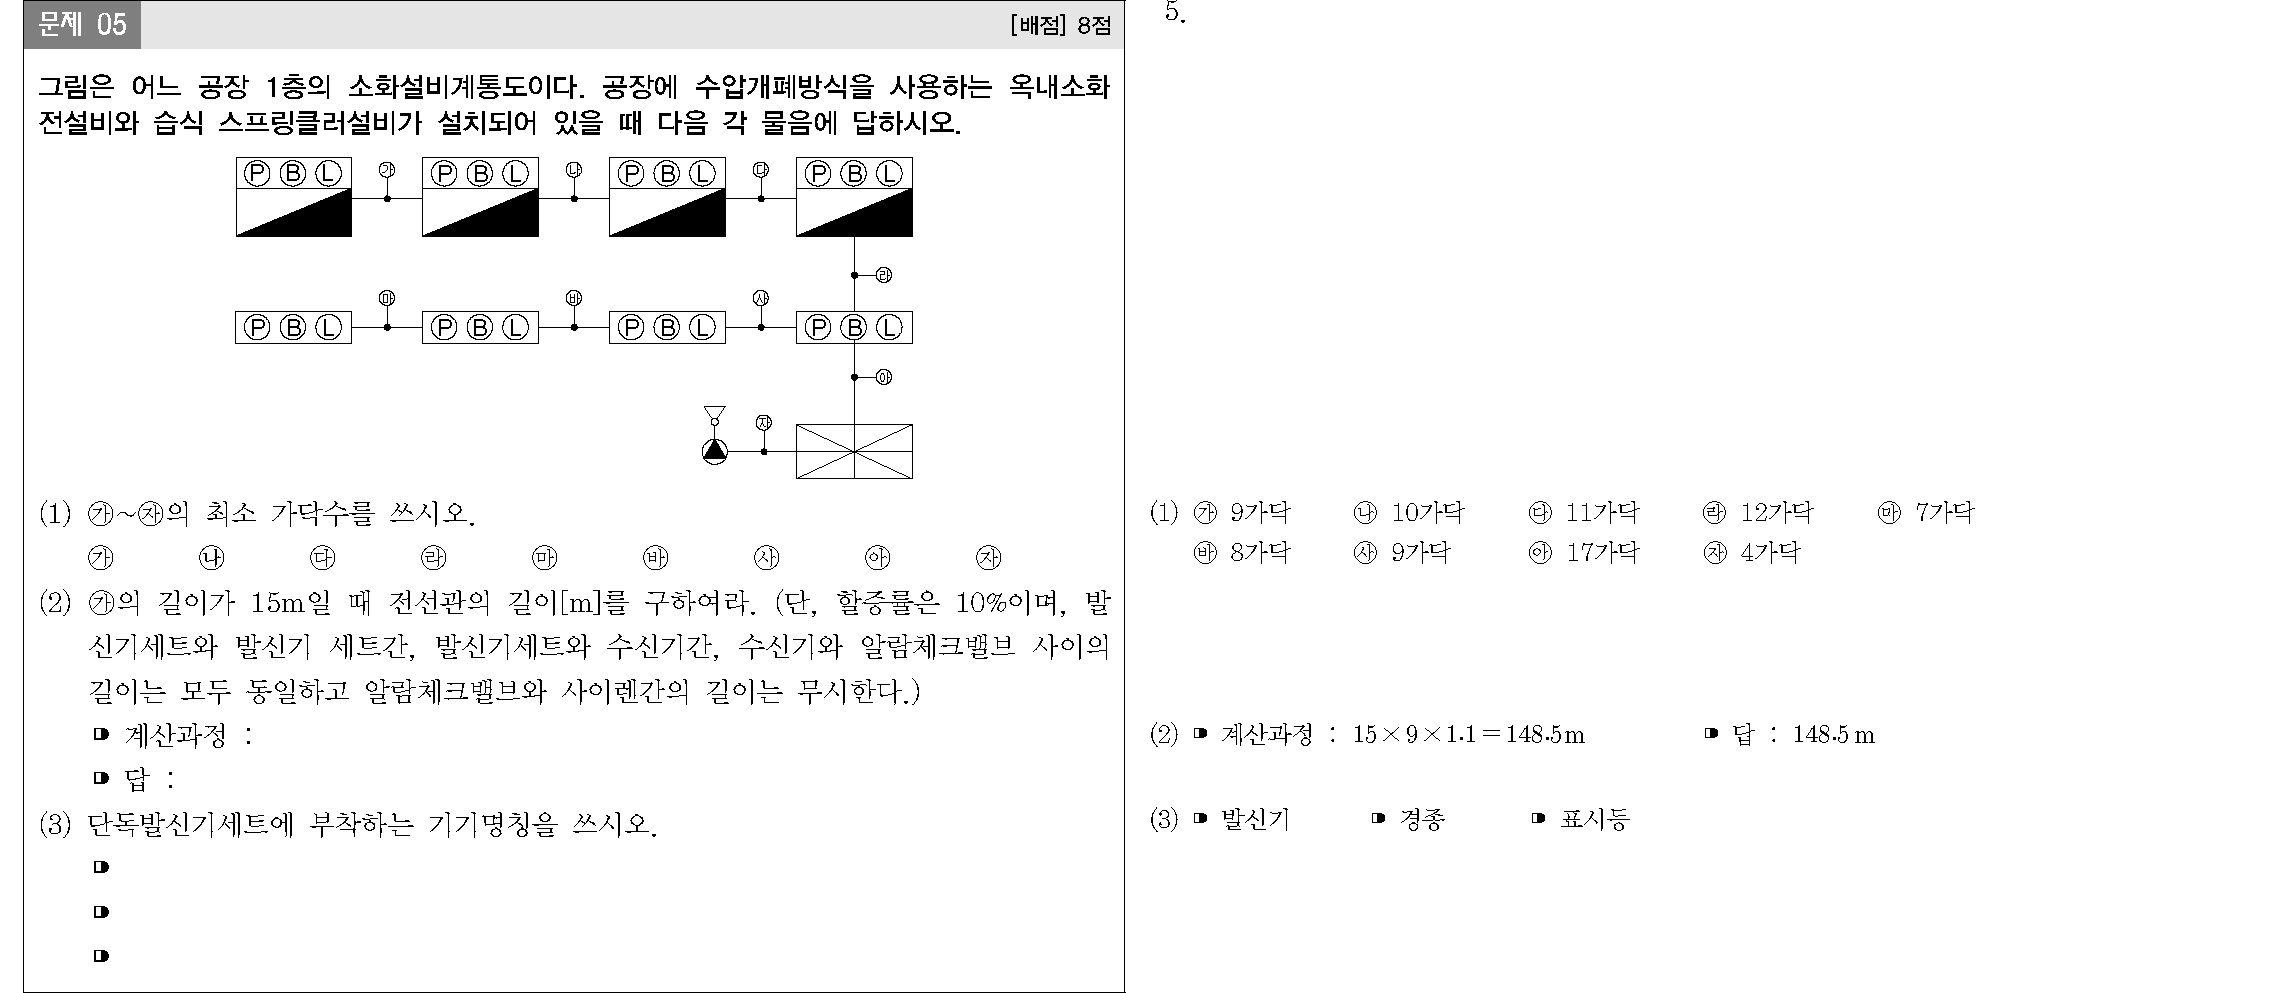 문제 05 [배점] 8점
그림은 어느 공장 1층의 소화설비계통도이다. 공장에 수압개폐방식을 사용하는 옥내소화
전설비와 습식 스프링클러설비가 설치되어 있을 때 다음 각 물음에 답하시오.
Ⓟ Ⓑ Ⓛ ㉮ Ⓟ Ⓑ Ⓛ ㉯ Ⓟ Ⓑ Ⓛ ㉰ Ⓟ Ⓑ Ⓛ
㉱
㉲ ㉳ ㉴
Ⓟ Ⓑ Ⓛ Ⓟ Ⓑ Ⓛ Ⓟ Ⓑ Ⓛ Ⓟ Ⓑ Ⓛ
㉵
㉶
(1) ㉮~㉶의 최소 가닥수를 쓰시오.
㉮ ㉯ ㉰ ㉱ ㉲ ㉳ ㉴ ㉵ ㉶
(2) ㉮의 길이가 15m일 때 전선관의 길이[m]를 구하여라. (단, 할증률은 10%이며, 발
신기세트와 발신기 세트간, 발신기세트와 수신기간, 수신기와 알람체크밸브 사이의
길이는 모두 동일하고 알람체크밸브와 사이렌간의 길이는 무시한다.)
계산과정 :
답 :
(3) 단독발신기세트에 부착하는 기기명칭을 쓰시오.
5.
(1) ㉮ 9가닥 ㉯ 10가닥 ㉰ 11가닥 ㉱ 12가닥 ㉲ 7가닥
㉳ 8가닥 ㉴ 9가닥 ㉵ 17가닥 ㉶ 4가닥
(2) 계산과정 : 15×9×1.1=148.5m 답 : 148.5m
(3) 발신기 경종 표시등